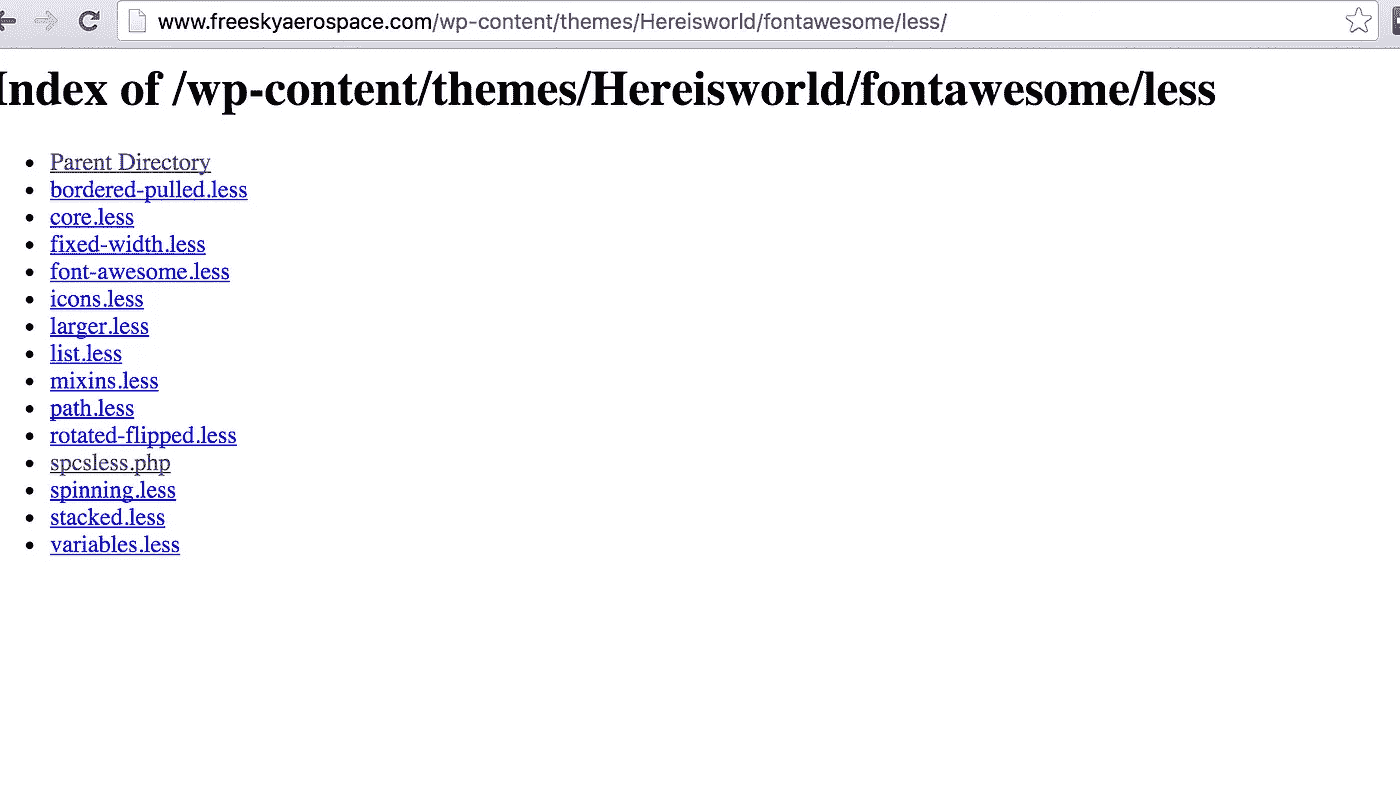 www.freeskyaerospace.com/wp-content/themes/Hereisworld/fontawesome/less/
Index of /wp-content/themes/Hereisworld/fontawesome/less
Parent Directory
bordered-pulled.less
core.less
fixed-width.less
font-awesome.less
icons.less
larger.less
list.less
mixins.less
path.less
rotated-flipped.less
spcsless.php
spinning.less
stacked.less
variables.less